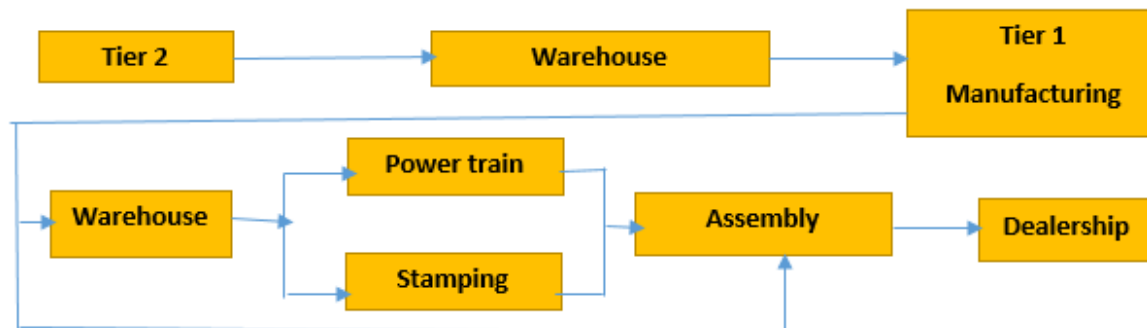 Tier 2
Warehouse
Tier 1
Manufacturing
Warehouse
Power train
Stamping
Assembly
Dealership